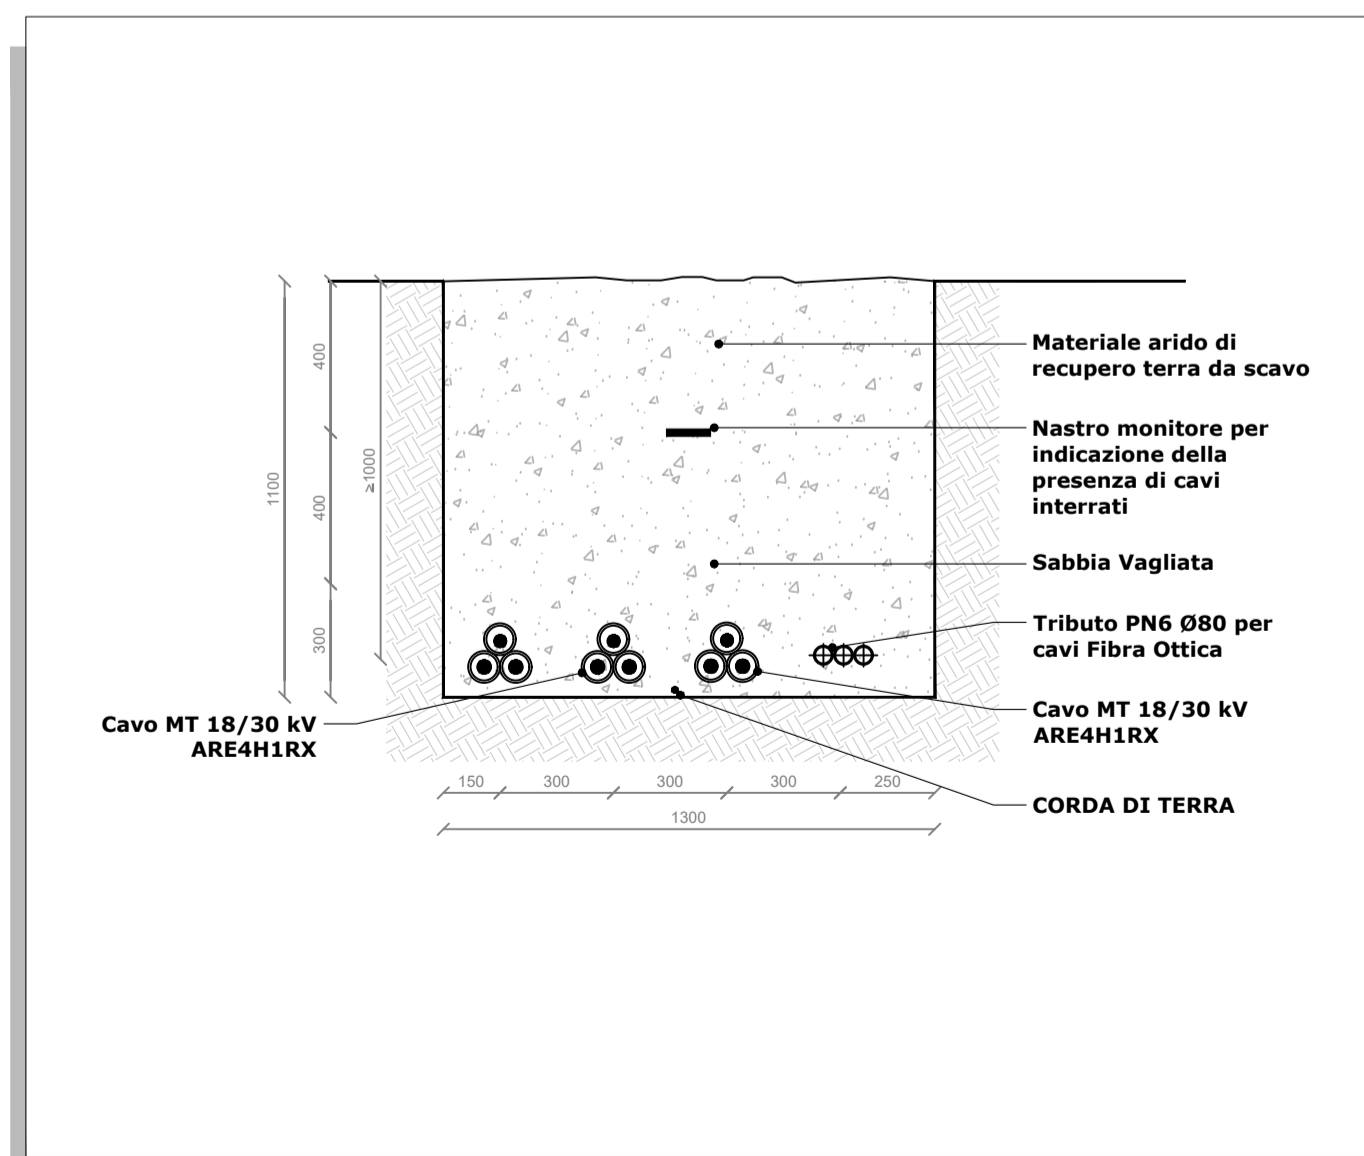 Materiale arido di
recupero terra da scavo
400
Nastro monitore per
indicazione della
presenza di cavi
interrati
≥1000
1100
400
Sabbia Vagliata
Tributo PN6 Ø80 per
cavi Fibra Ottica
300
Cavo MT 18/30 kV
ARE4H1RX
Cavo MT 18/30 kV
ARE4H1RX
150 300 300 300 250
CORDA DI TERRA
1300